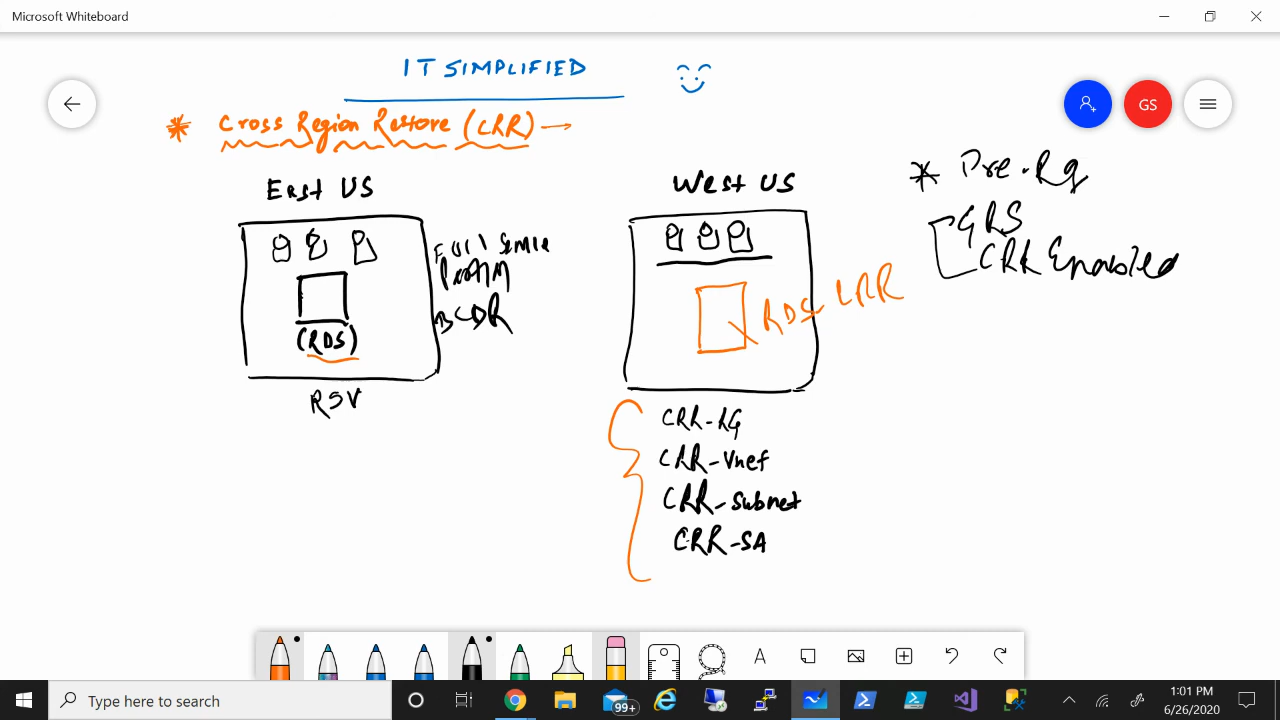 Microsoft Whiteboard
IT SIMPLIFIED
* Cross Region Restore (CRR) →
GS
East US
West US
* Pre-Rq
GRS
CRR Enabled
BCDR
(RDS)
RDS-CRR
RSV
CRR-RG
CRR-Vnet
CRR-Subnet
CRR-SA
A
Type here to search
99+
1:01 PM
6/26/2020